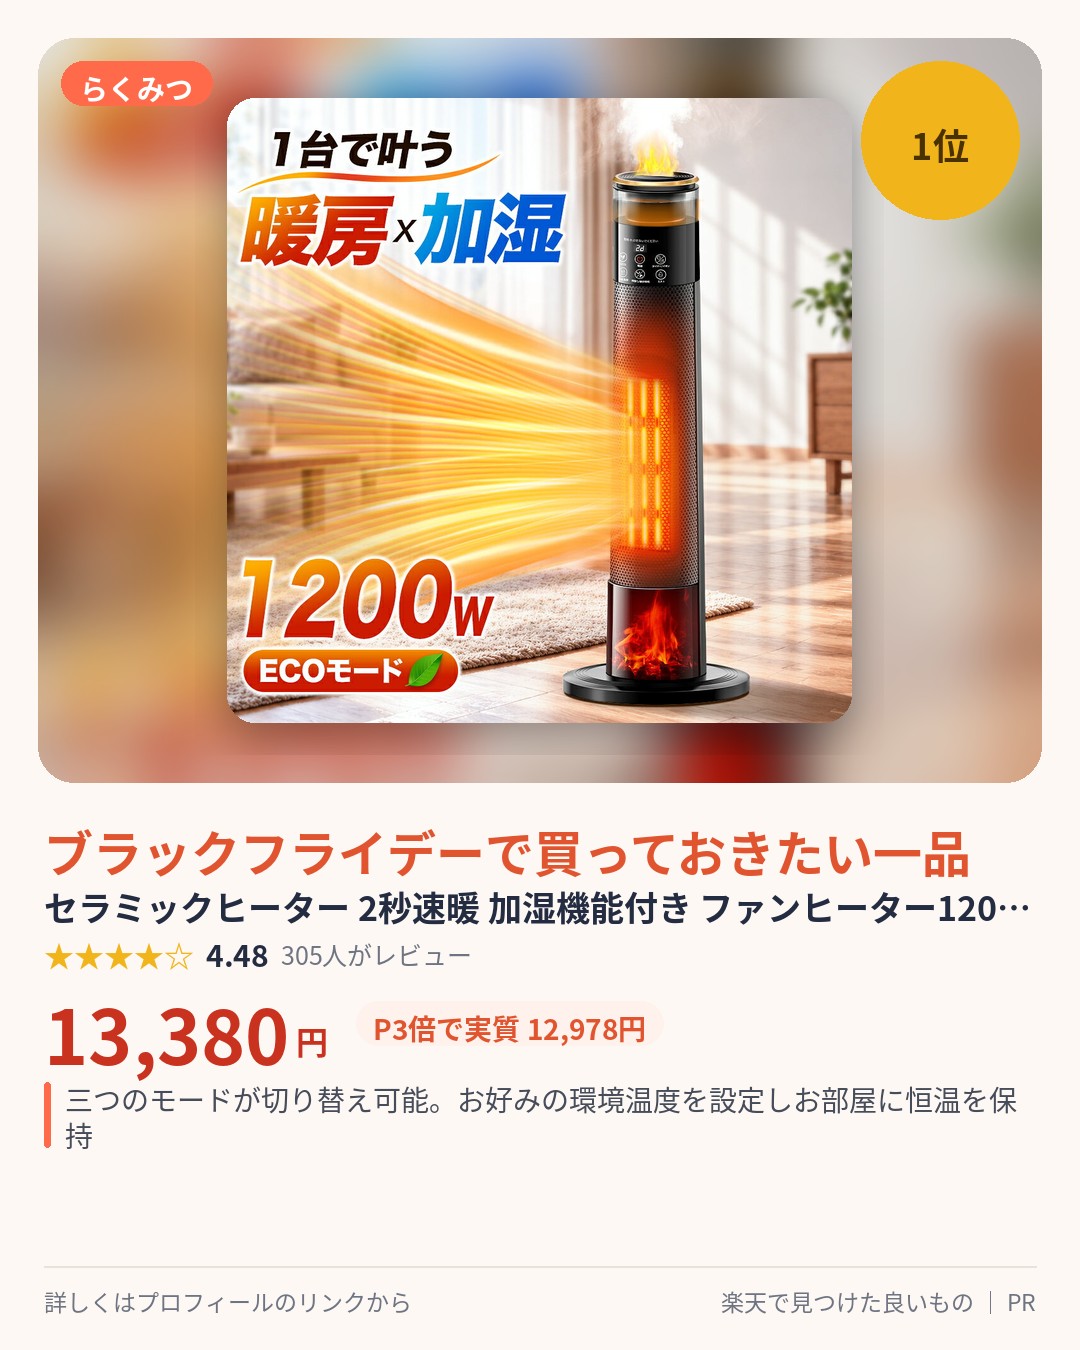 らくみつ
1位
1台で叶う
暖房x加湿
1200W
ECOモード
ブラックフライデーで買っておきたい一品
セラミックヒーター 2秒速暖 加湿機能付き ファンヒーター120…
★★★★☆ 4.48 305人がレビュー
13,380円 P3倍で実質 12,978円
三つのモードが切り替え可能。お好みの環境温度を設定しお部屋に恒温を保
持
詳しくはプロフィールのリンクから
楽天で見つけた良いもの | PR